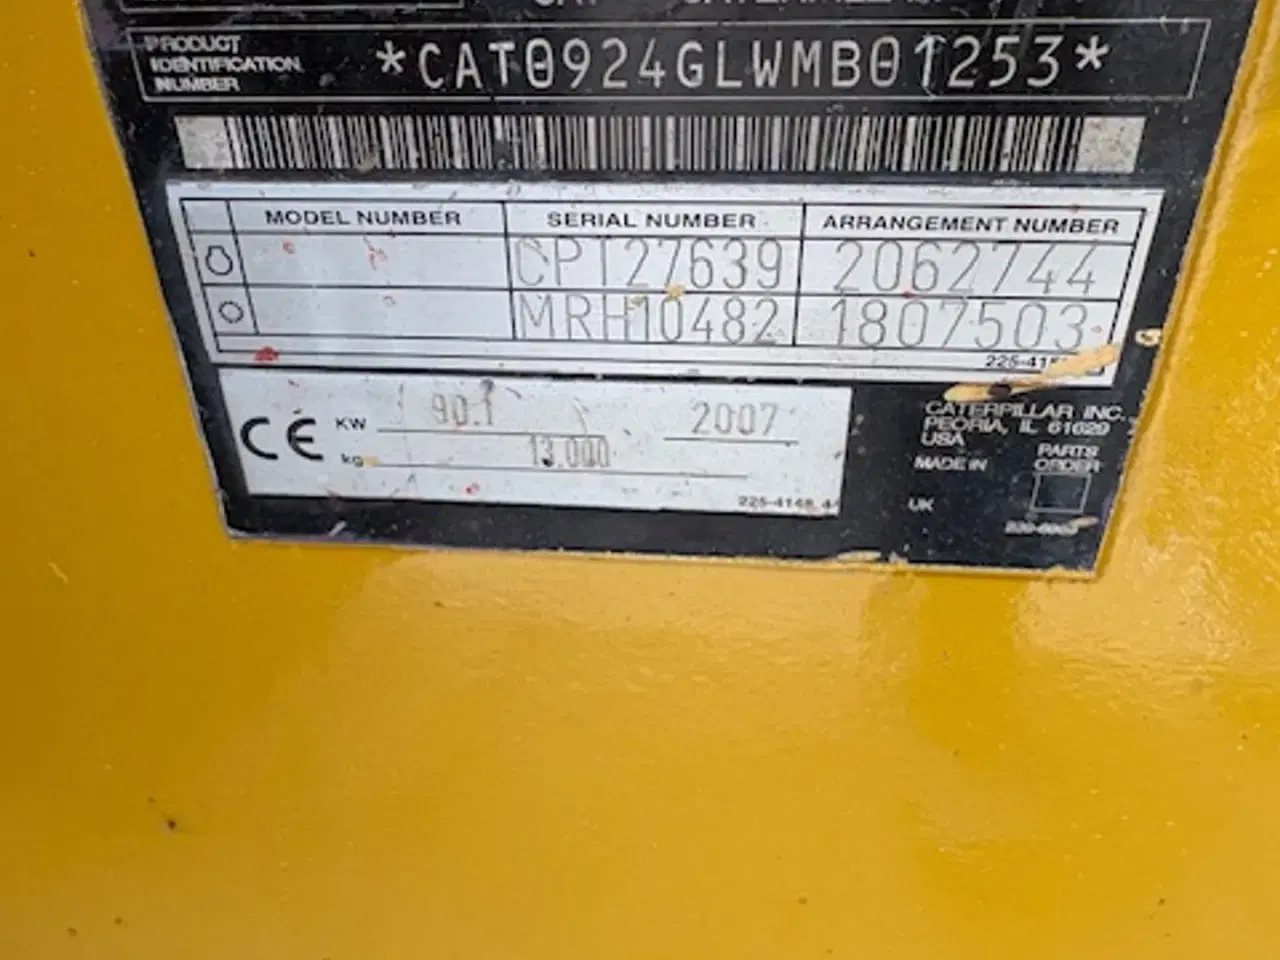 PRODUCT
IDENTIFICATION
NUMBER
*CAT0924GLWMB01253*
MODEL NUMBER SERIAL NUMBER ARRANGEMENT NUMBER
CPT27639 2062744
MRH10482 1807503
CE KW 90.1 2007
kg 13.000
CATERPILLAR INC.
PEORIA, IL 61629
USA
MADE IN
UK
PARTS
ORDER